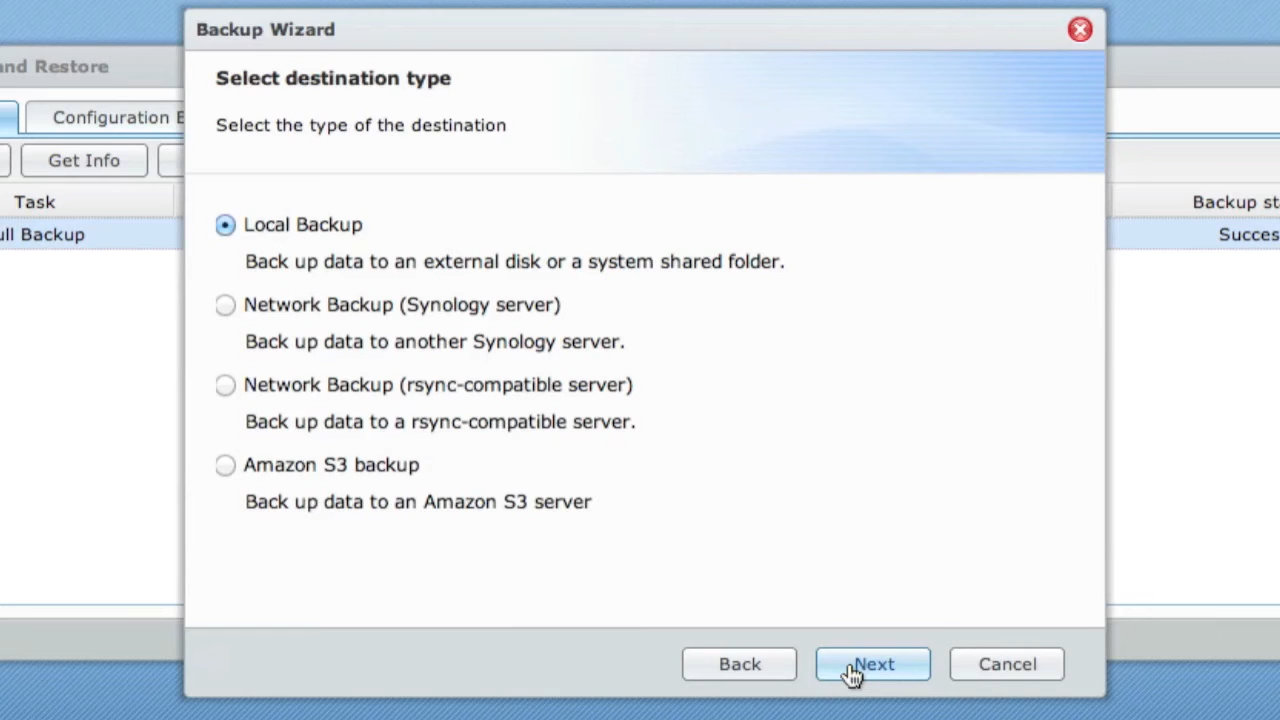 Backup Wizard
and Restore
Select destination type
Configuration
Select the type of the destination
Get Info
Task
Backup
Local Backup
Back up data to an external disk or a system shared folder.
Network Backup (Synology server)
Back up data to another Synology server.
Network Backup (rsync-compatible server)
Back up data to a rsync-compatible server.
Amazon S3 backup
Back up data to an Amazon S3 server
Backup
Back
Next
Cancel